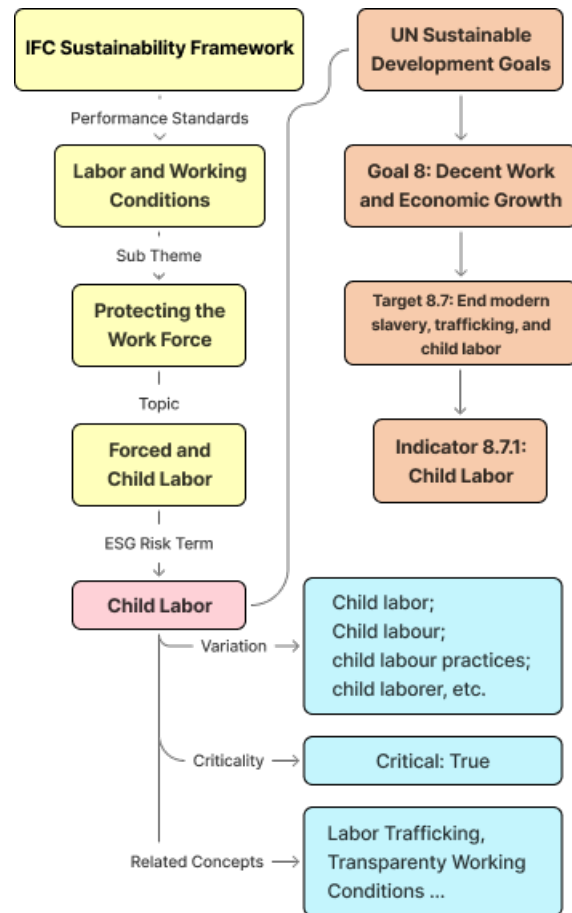 IFC Sustainability Framework
Performance Standards
Labor and Working
Conditions
Sub Theme
Protecting the
Work Force
Topic
Forced and
Child Labor
ESG Risk Term
Child Labor
UN Sustainable
Development Goals
Goal 8: Decent Work
and Economic Growth
Target 8.7: End modern
slavery, trafficking, and
child labor
Indicator 8.7.1:
Child Labor
Variation
Child labor;
Child labour;
child labour practices;
child laborer, etc.
Criticality
Critical: True
Related Concepts
Labor Trafficking,
Transparenty Working
Conditions ...